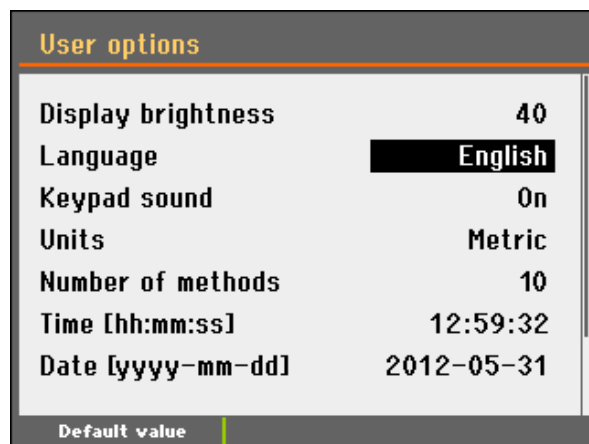 User options
Display brightness 40
Language English
Keypad sound On
Units Metric
Number of methods 10
Time [hh:mm:ss] 12:59:32
Date [yyyy-mm-dd] 2012-05-31
Default value